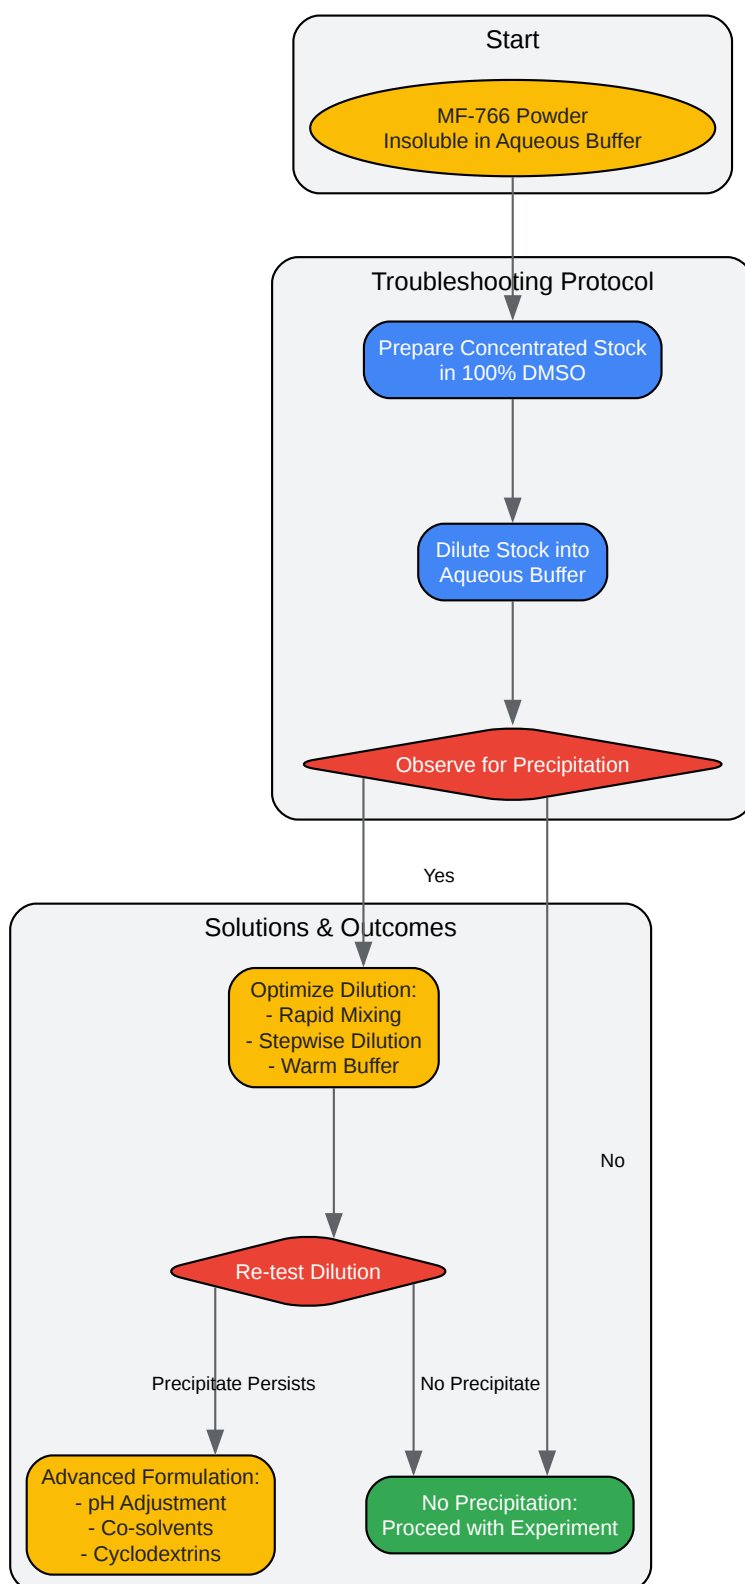 Start
MF-766 Powder
Insoluble in Aqueous Buffer
Troubleshooting Protocol
Prepare Concentrated Stock
in 100% DMSO
Dilute Stock into
Aqueous Buffer
Observe for Precipitation
Yes
Solutions & Outcomes
Optimize Dilution:
- Rapid Mixing
- Stepwise Dilution
- Warm Buffer
No
Re-test Dilution
Precipitate Persists
No Precipitate
Advanced Formulation:
- pH Adjustment
- Co-solvents
- Cyclodextrins
No Precipitation:
Proceed with Experiment